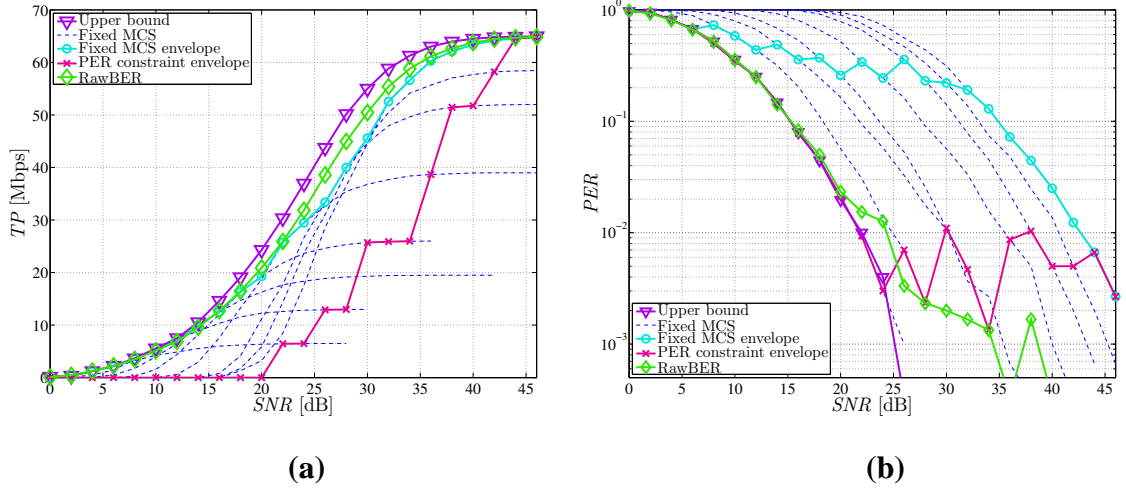 70
60
50
40
30
20
10
0
TP [Mbps]
0 5 10 15 20 25 30 35 40 45
SNR [dB]
Upper bound
Fixed MCS
Fixed MCS envelope
PER constraint envelope
RawBER
(a)
10^0
10^-1
10^-2
10^-3
PER
Upper bound
Fixed MCS
Fixed MCS envelope
PER constraint envelope
RawBER
0 5 10 15 20 25 30 35 40 45
SNR [dB]
(b)